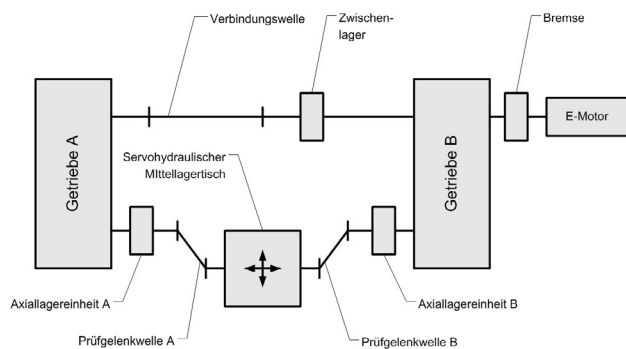 Verbindungswelle
Zwischen-
lager
Bremse
Getriebe A
Getriebe B
E-Motor
Servohydraulischer
MIttellagertisch
Axiallagereinheit A
Axiallagereinheit B
Prüfgelenkwelle A
Prüfgelenkwelle B